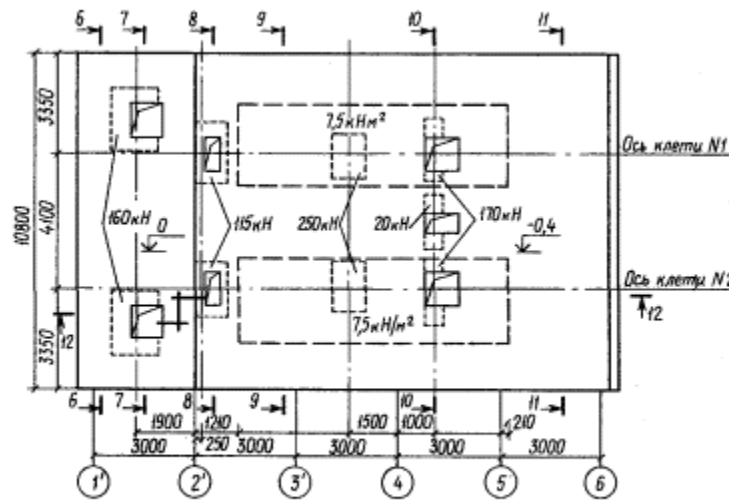 6 7 8 9 10 11
3350
4100
3350
10800
7,5кНм²
Ось клети N1
160кН
0
115кН
250кН
20кН
170кН
-0,4
Ось клети N2
7,5кН/м²
12
12
6 7 8 9 10 11
1900 1210 1500 1000 210
250
3000 3000 3000 3000 3000
1' 2' 3' 4 5 6